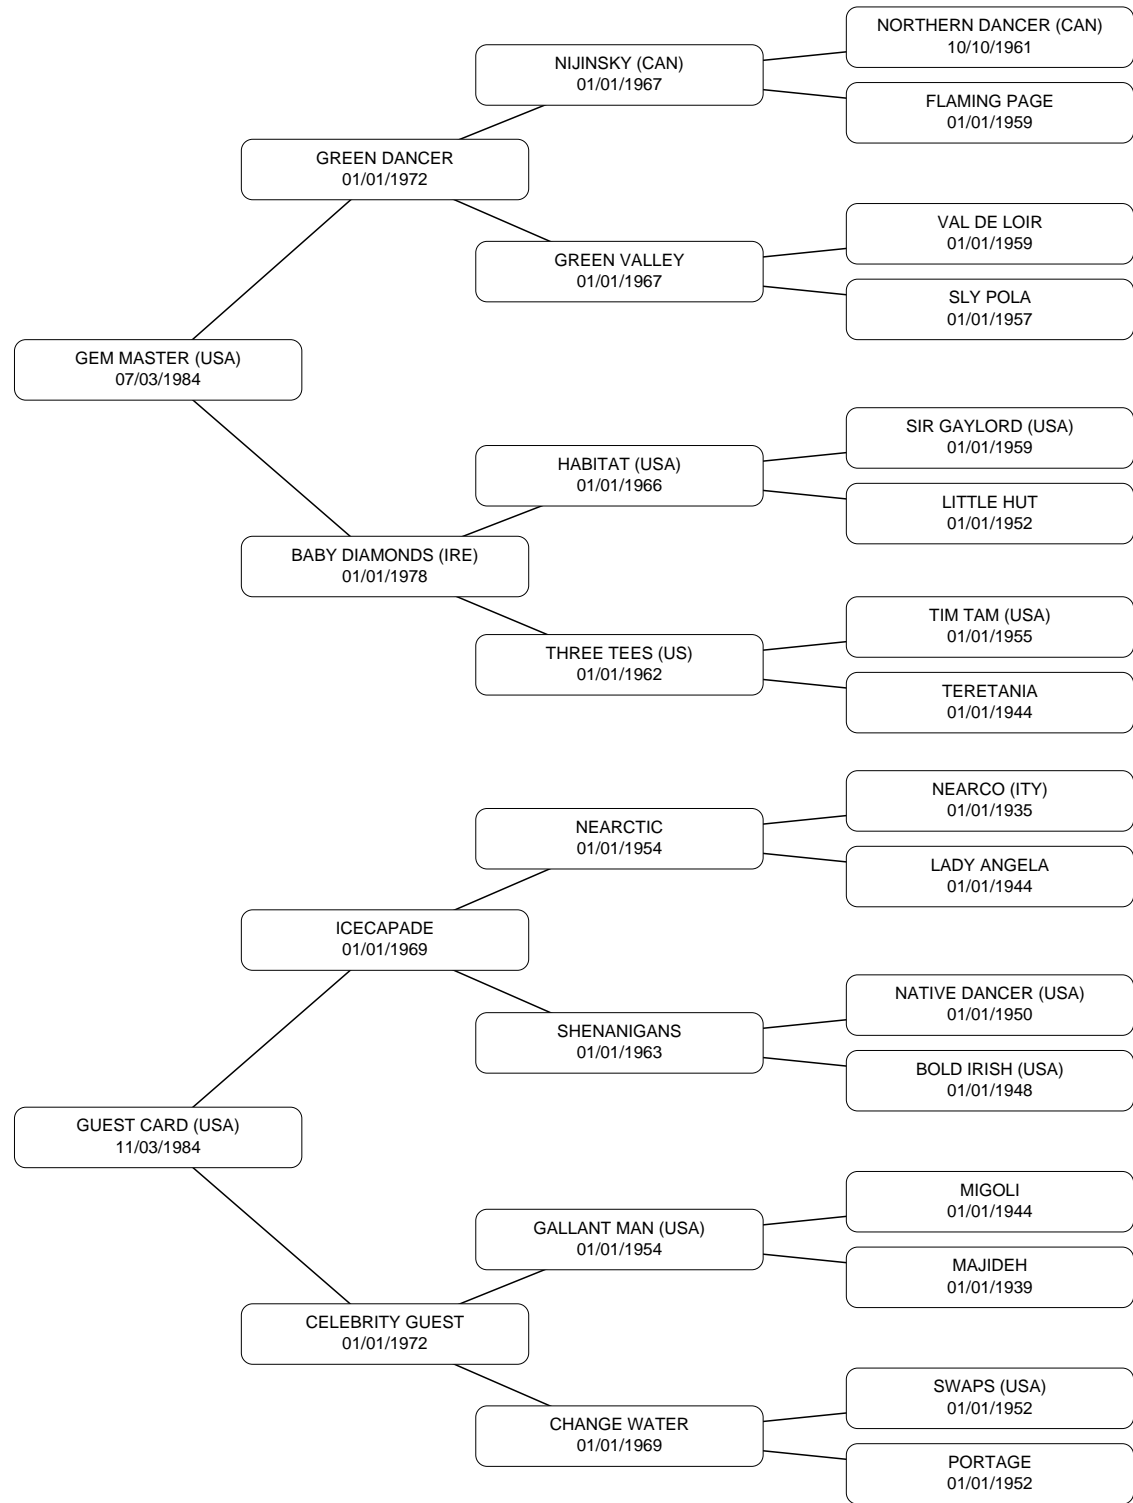 NORTHERN DANCER (CAN)
10/10/1961
NIJINSKY (CAN)
01/01/1967
FLAMING PAGE
01/01/1959
GREEN DANCER
01/01/1972
VAL DE LOIR
01/01/1959
GREEN VALLEY
01/01/1967
SLY POLA
01/01/1957
GEM MASTER (USA)
07/03/1984
SIR GAYLORD (USA)
01/01/1959
HABITAT (USA)
01/01/1966
LITTLE HUT
01/01/1952
BABY DIAMONDS (IRE)
01/01/1978
TIM TAM (USA)
01/01/1955
THREE TEES (US)
01/01/1962
TERETANIA
01/01/1944
NEARCO (ITY)
01/01/1935
NEARCTIC
01/01/1954
LADY ANGELA
01/01/1944
ICECAPADE
01/01/1969
NATIVE DANCER (USA)
01/01/1950
SHENANIGANS
01/01/1963
BOLD IRISH (USA)
01/01/1948
GUEST CARD (USA)
11/03/1984
MIGOLI
01/01/1944
GALLANT MAN (USA)
01/01/1954
MAJIDEH
01/01/1939
CELEBRITY GUEST
01/01/1972
SWAPS (USA)
01/01/1952
CHANGE WATER
01/01/1969
PORTAGE
01/01/1952